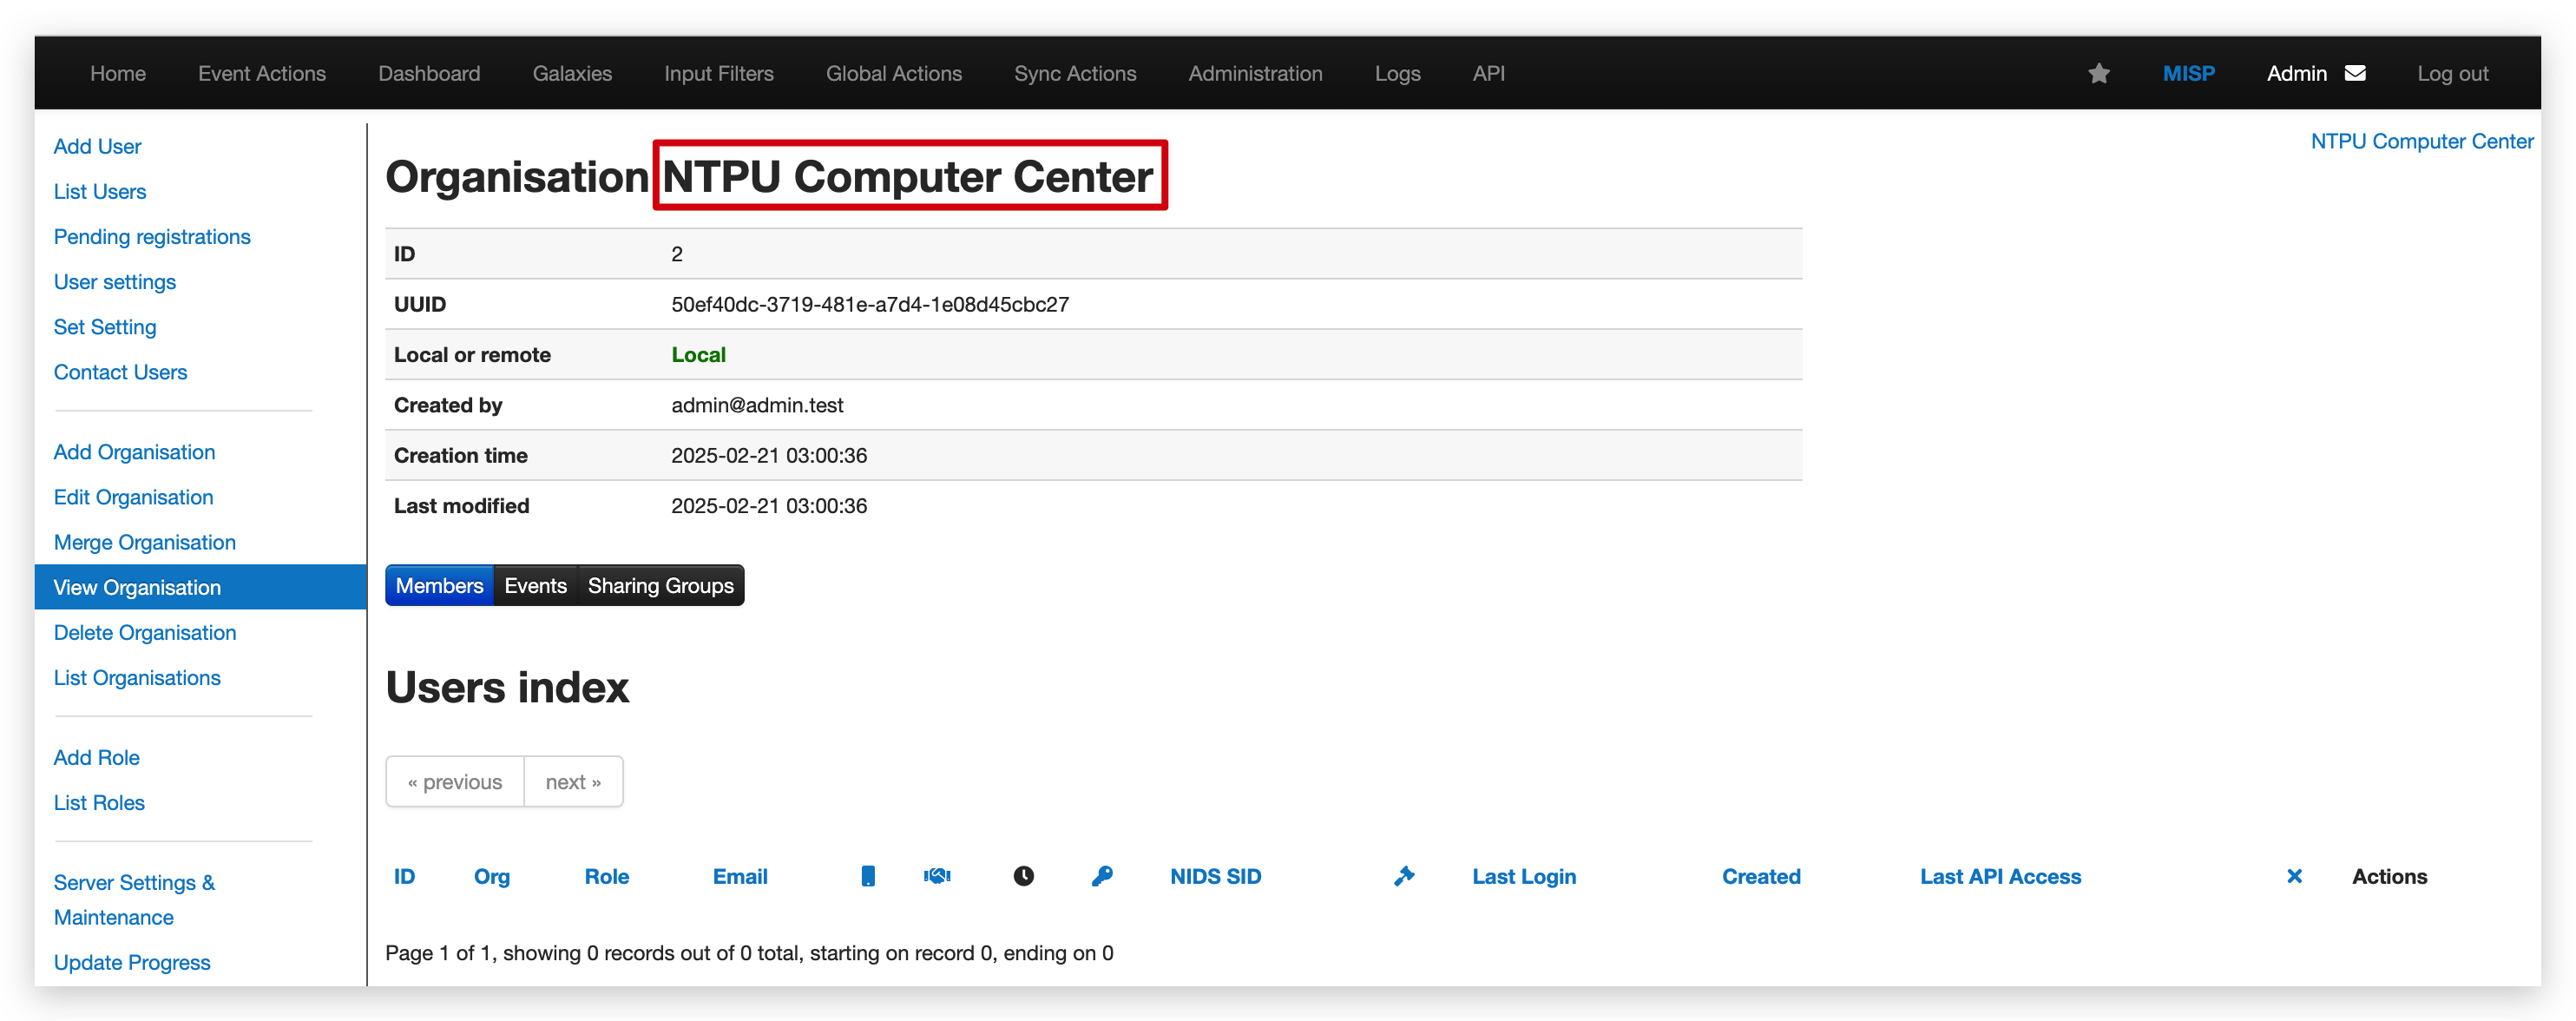 Home Event Actions Dashboard Galaxies Input Filters Global Actions Sync Actions Administration Logs API MISP Admin Log out
Add User
List Users
Pending registrations
User settings
Set Setting
Contact Users
Add Organisation
Edit Organisation
Merge Organisation
View Organisation
Delete Organisation
List Organisations
Add Role
List Roles
Server Settings &
Maintenance
Update Progress
NTPU Computer Center
Organisation NTPU Computer Center
ID 2
UUID 50ef40dc-3719-481e-a7d4-1e08d45cbc27
Local or remote Local
Created by admin@admin.test
Creation time 2025-02-21 03:00:36
Last modified 2025-02-21 03:00:36
Members Events Sharing Groups
Users index
« previous next »
ID Org Role Email NIDS SID Last Login Created Last API Access Actions
Page 1 of 1, showing 0 records out of 0 total, starting on record 0, ending on 0